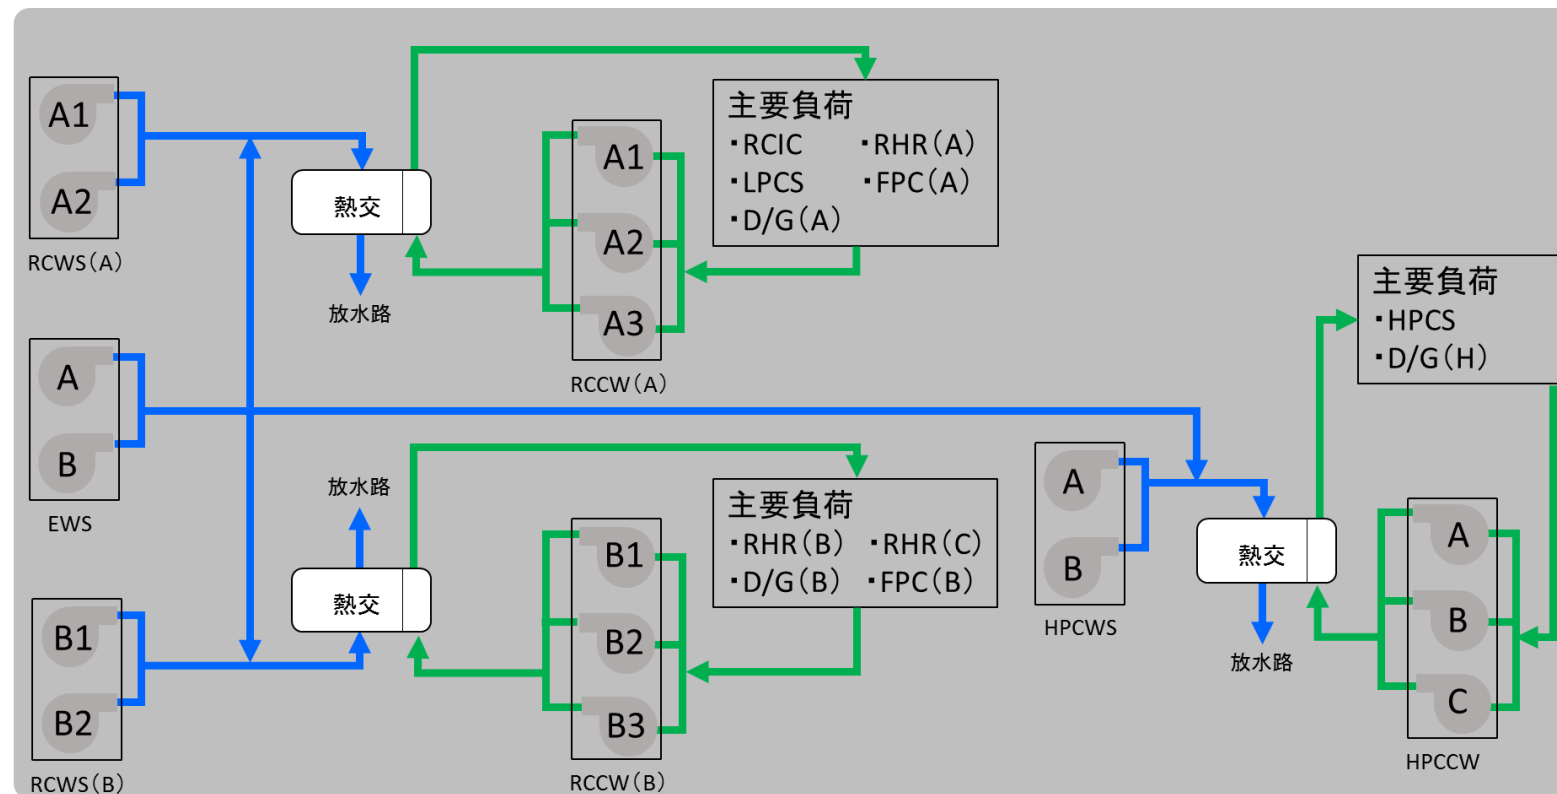 A1
A2
RCWS(A)
熱交
放水路
A1
A2
A3
RCCW(A)
主要負荷
・RCIC ・RHR(A)
・LPCS ・FPC(A)
・D/G(A)
A
B
EWS
B1
B2
RCWS(B)
放水路
熱交
B1
B2
B3
RCCW(B)
主要負荷
・RHR(B) ・RHR(C)
・D/G(B) ・FPC(B)
A
B
HPCWS
熱交
放水路
主要負荷
・HPCS
・D/G(H)
A
B
C
HPCCW